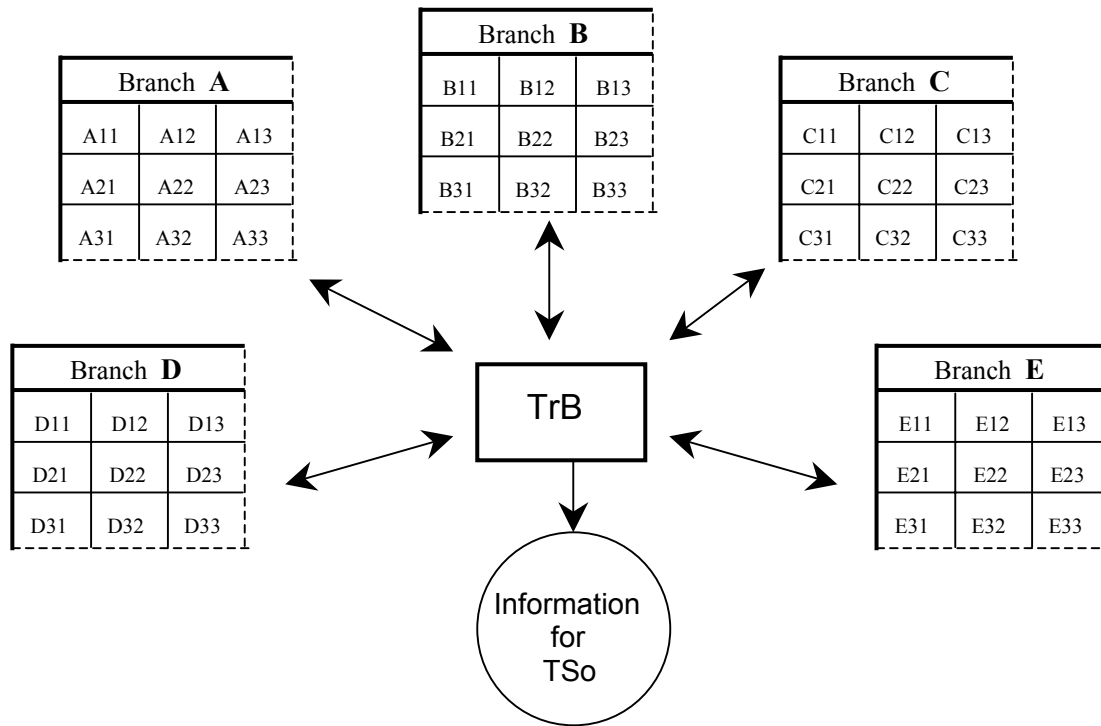 Branch A
A11 A12 A13
A21 A22 A23
A31 A32 A33
Branch B
B11 B12 B13
B21 B22 B23
B31 B32 B33
Branch C
C11 C12 C13
C21 C22 C23
C31 C32 C33
Branch D
D11 D12 D13
D21 D22 D23
D31 D32 D33
TrB
Branch E
E11 E12 E13
E21 E22 E23
E31 E32 E33
Information
for
TSo